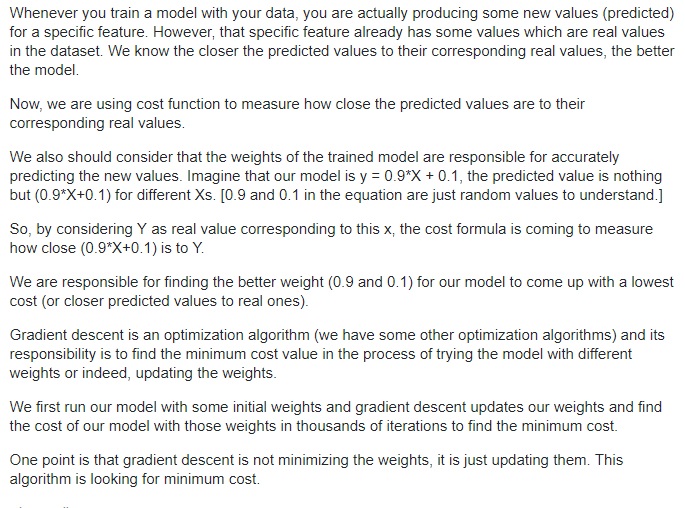 Whenever you train a model with your data, you are actually producing some new values (predicted)
for a specific feature. However, that specific feature already has some values which are real values
in the dataset. We know the closer the predicted values to their corresponding real values, the better
the model.
Now, we are using cost function to measure how close the predicted values are to their
corresponding real values.
We also should consider that the weights of the trained model are responsible for accurately
predicting the new values. Imagine that our model is y = 0.9*X + 0.1, the predicted value is nothing
but (0.9*X+0.1) for different Xs. [0.9 and 0.1 in the equation are just random values to understand.]
So, by considering Y as real value corresponding to this x, the cost formula is coming to measure
how close (0.9*X+0.1) is to Y.
We are responsible for finding the better weight (0.9 and 0.1) for our model to come up with a lowest
cost (or closer predicted values to real ones).
Gradient descent is an optimization algorithm (we have some other optimization algorithms) and its
responsibility is to find the minimum cost value in the process of trying the model with different
weights or indeed, updating the weights.
We first run our model with some initial weights and gradient descent updates our weights and find
the cost of our model with those weights in thousands of iterations to find the minimum cost.
One point is that gradient descent is not minimizing the weights, it is just updating them. This
algorithm is looking for minimum cost.